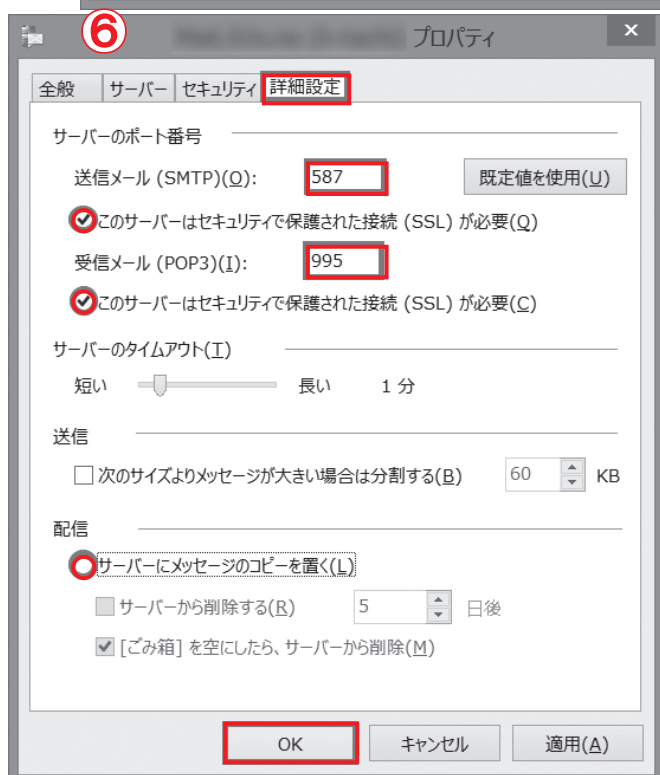 ⑥
プロパティ
全般 サーバー セキュリティ 詳細設定
サーバーのポート番号
送信メール (SMTP)(O): 587 既定値を使用(U)
このサーバーはセキュリティで保護された接続 (SSL) が必要(Q)
受信メール (POP3)(I): 995
このサーバーはセキュリティで保護された接続 (SSL) が必要(C)
サーバーのタイムアウト(T)
短い 長い 1 分
送信
次のサイズよりメッセージが大きい場合は分割する(B) 60 KB
配信
サーバーにメッセージのコピーを置く(L)
サーバーから削除する(R) 5 日後
[ごみ箱] を空にしたら、サーバーから削除(M)
OK キャンセル 適用(A)